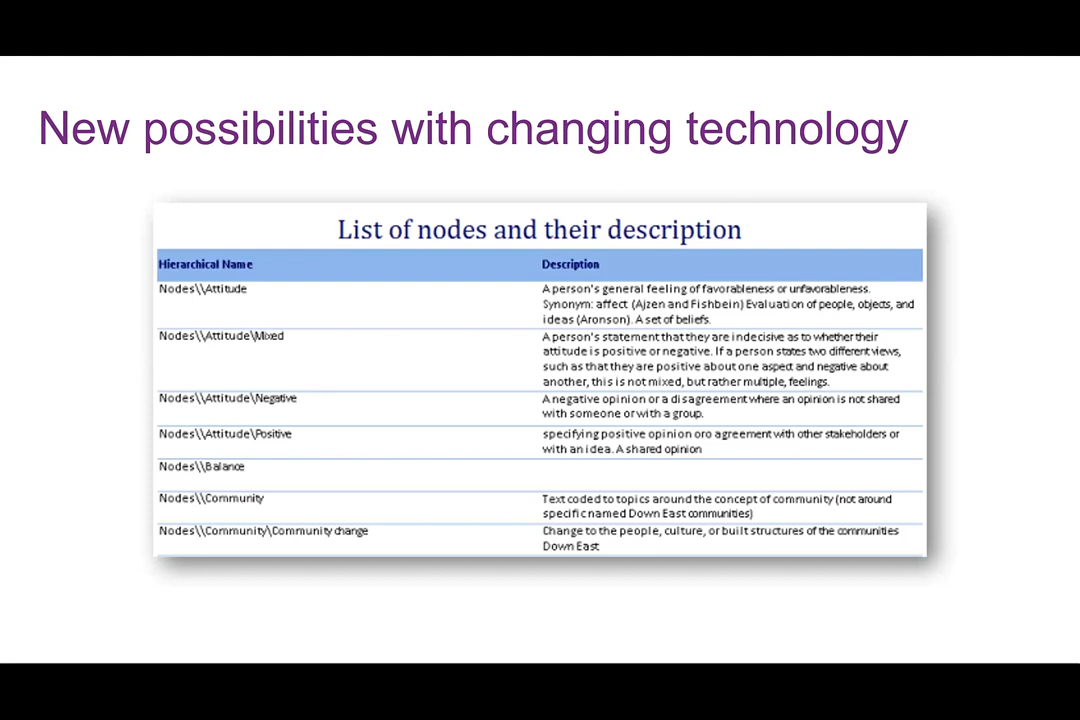 New possibilities with changing technology
List of nodes and their description
Hierarchical Name Description
Nodes\\Attitude A person's general feeling of favorableness or unfavorableness.
Synonym: affect (Ajzen and Fishbein) Evaluation of people, objects, and
ideas (Aronson). A set of beliefs.
Nodes\\Attitude\Mixed A person's statement that they are indecisive as to whether their
attitude is positive or negative. If a person states two different views,
such as that they are positive about one aspect and negative about
another, this is not mixed, but rather multiple, feelings.
Nodes\\Attitude\Negative A negative opinion or a disagreement where an opinion is not shared
with someone or with a group.
Nodes\\Attitude\Positive specifying positive opinion oro agreement with other stakeholders or
with an idea. A shared opinion
Nodes\\Balance
Nodes\\Community Text coded to topics around the concept of community (not around
specific named Down East communities)
Nodes\\Community\Community change Change to the people, culture, or built structures of the communities
Down East